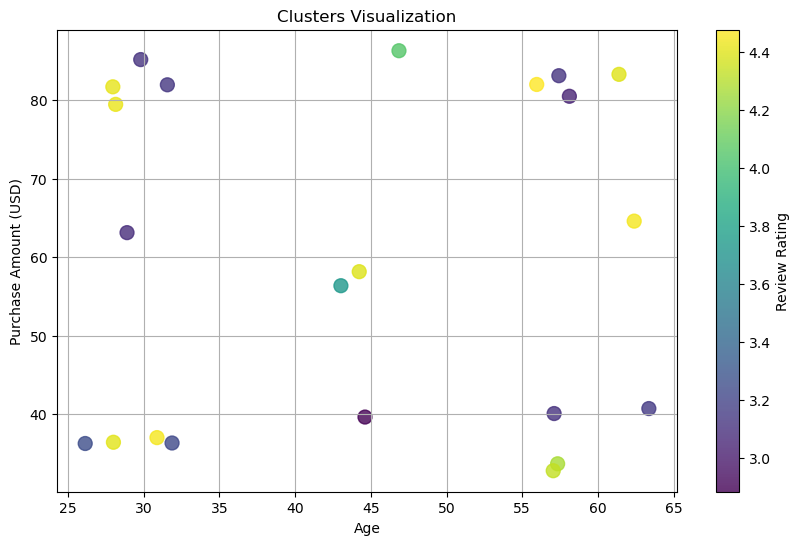 Clusters Visualization
Purchase Amount (USD)
80
70
60
50
40
25 30 35 40 45 50 55 60 65
Age
4.4
4.2
4.0
3.8
3.6
3.4
3.2
3.0
Review Rating